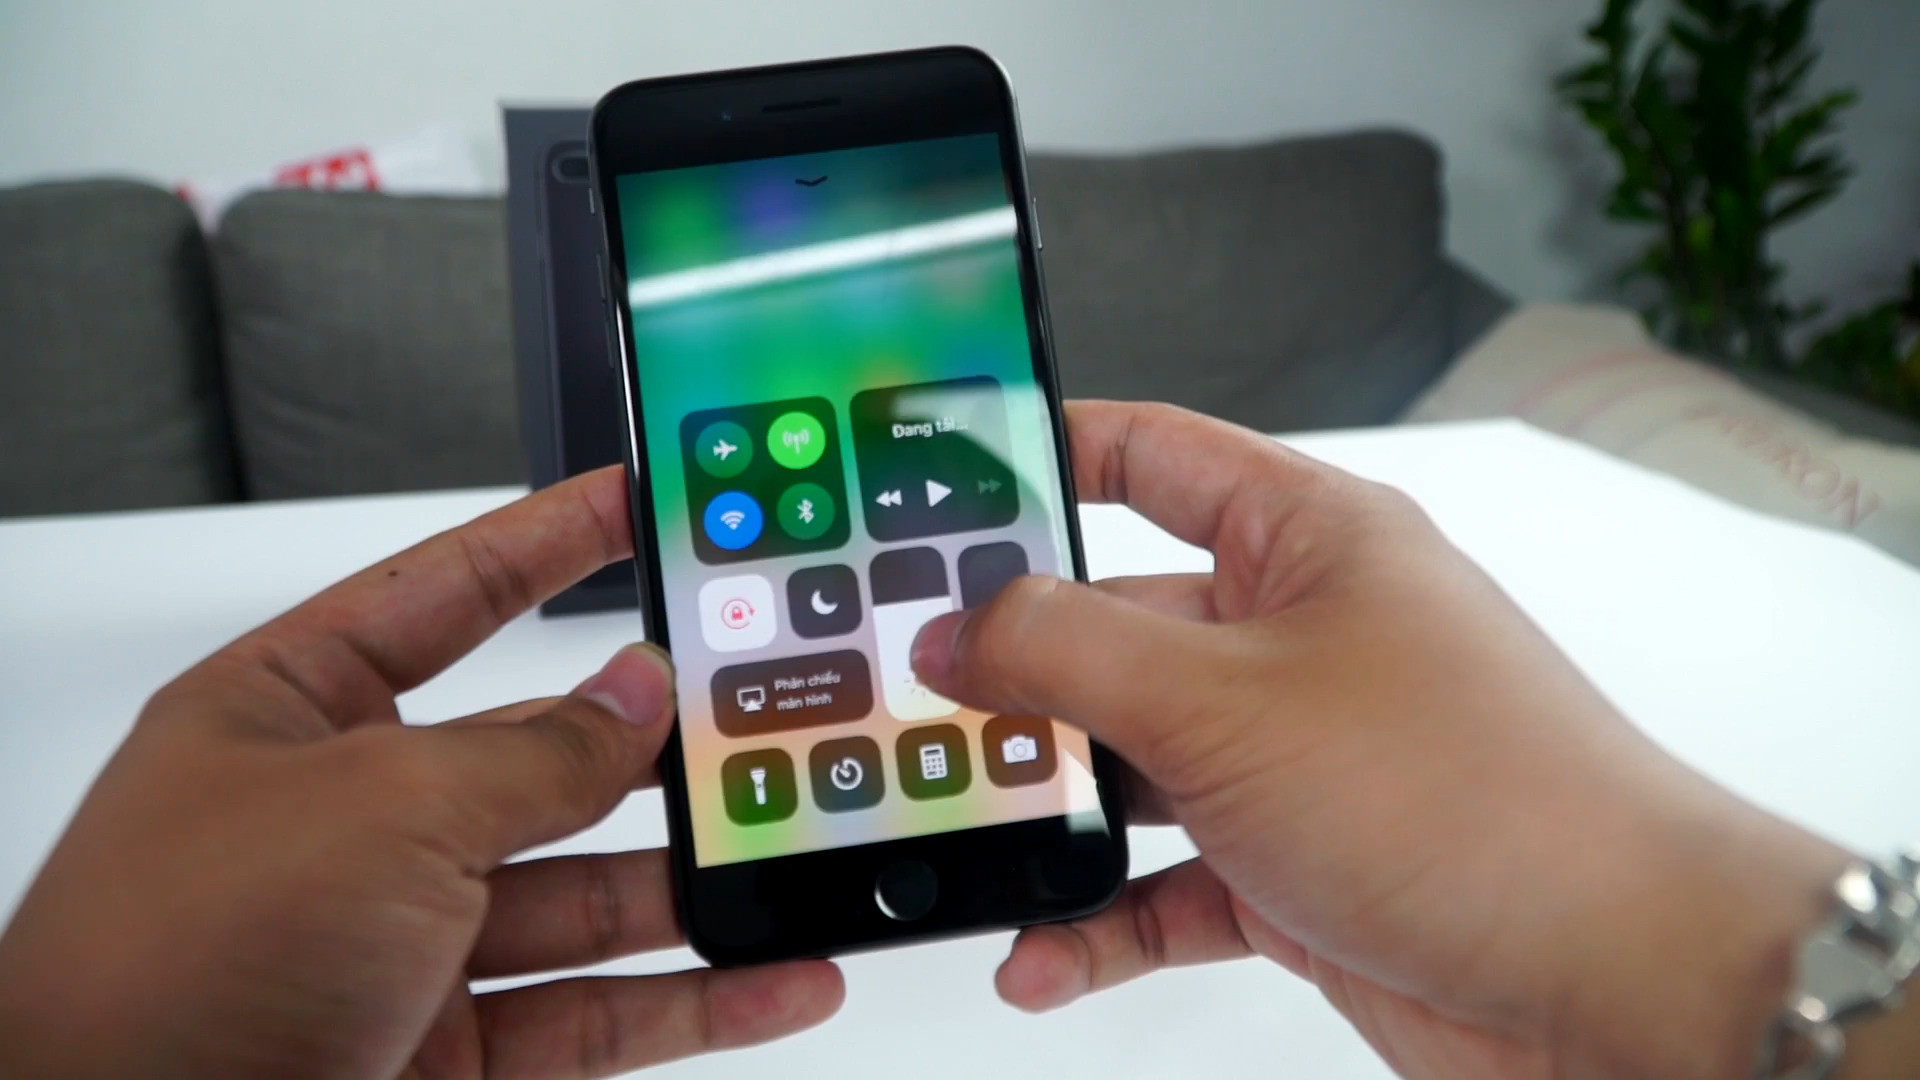 Đang tải...
Phản chiếu
màn hình